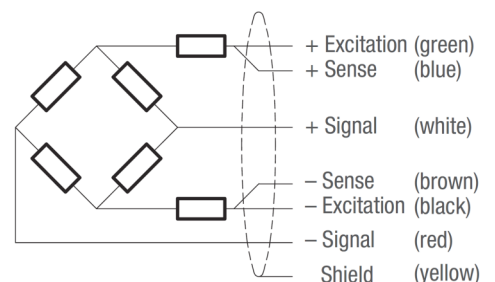 + Excitation (green)
+ Sense (blue)
+ Signal (white)
– Sense (brown)
– Excitation (black)
– Signal (red)
Shield (yellow)